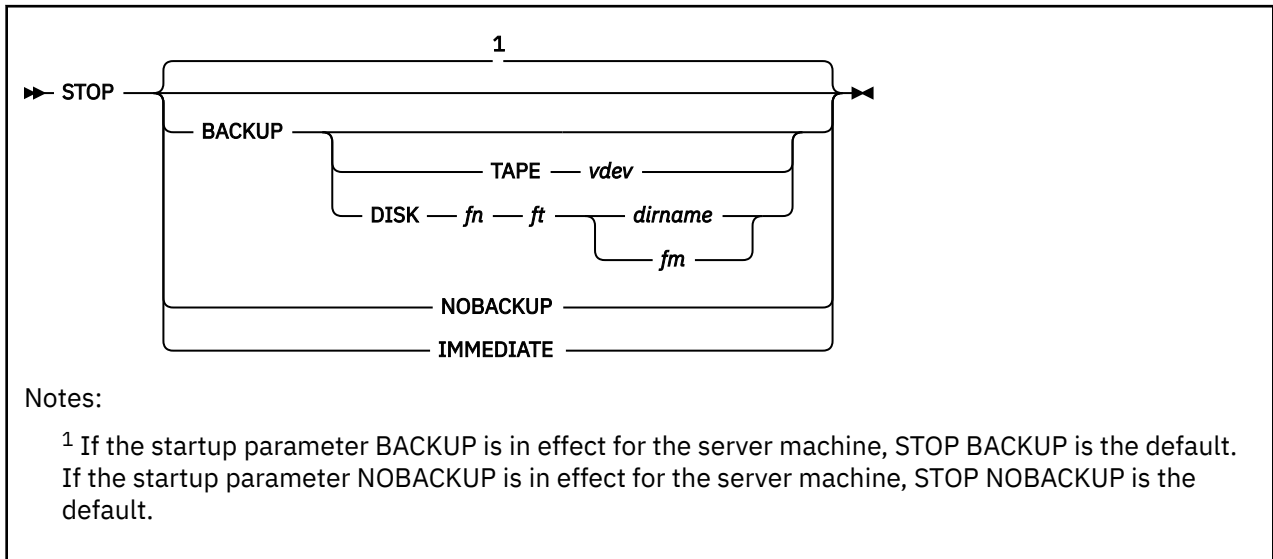 1
STOP
BACKUP
TAPE vdev
DISK fn ft dirname
fm
NOBACKUP
IMMEDIATE
Notes:
1 If the startup parameter BACKUP is in effect for the server machine, STOP BACKUP is the default.
If the startup parameter NOBACKUP is in effect for the server machine, STOP NOBACKUP is the
default.